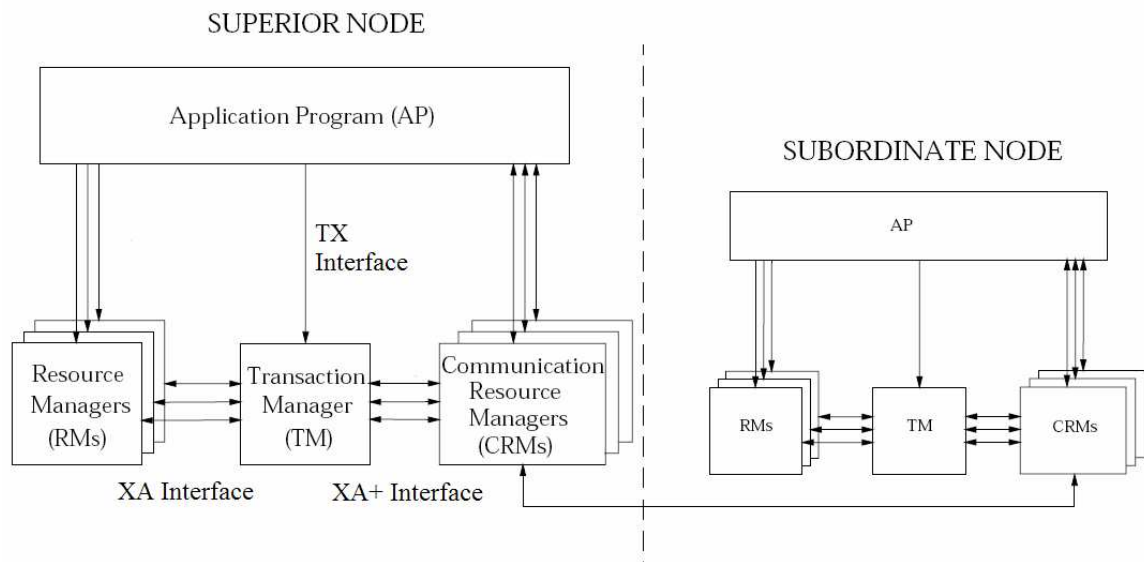 SUPERIOR NODE
Application Program (AP)
TX
Interface
Resource
Managers
(RMs)
Transaction
Manager
(TM)
Communication
Resource
Managers
(CRMs)
XA Interface
XA+ Interface
SUBORDINATE NODE
AP
RMs
TM
CRMs